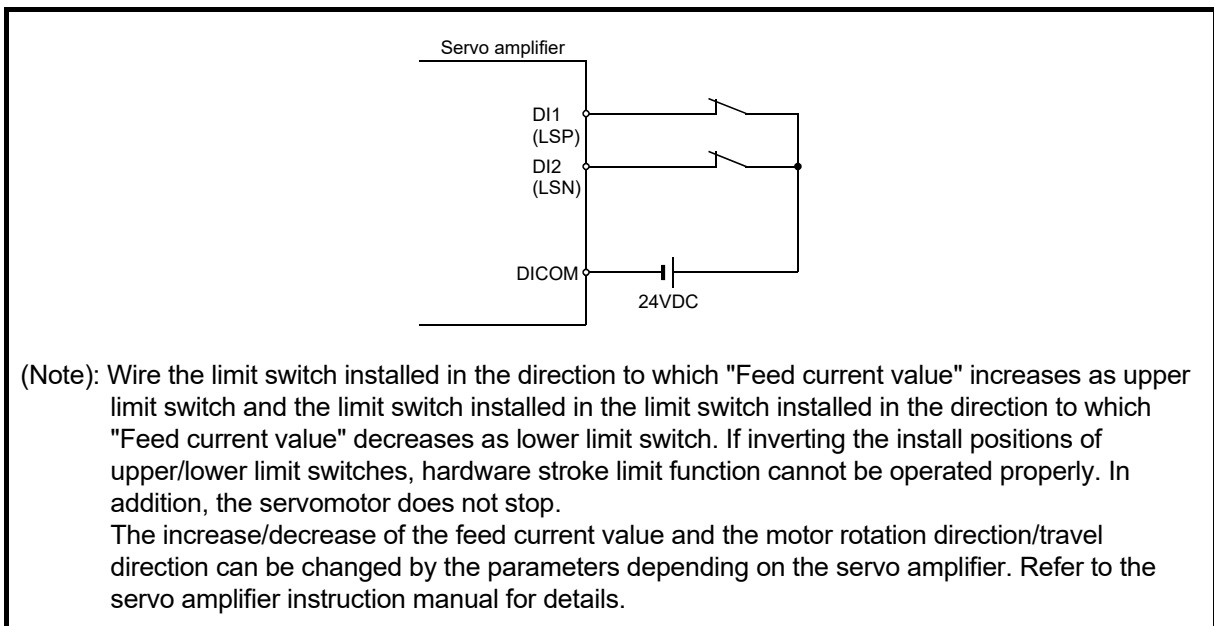 Servo amplifier
DI1
(LSP)
DI2
(LSN)
DICOM
24VDC
(Note): Wire the limit switch installed in the direction to which "Feed current value" increases as upper
limit switch and the limit switch installed in the limit switch installed in the direction to which
"Feed current value" decreases as lower limit switch. If inverting the install positions of
upper/lower limit switches, hardware stroke limit function cannot be operated properly. In
addition, the servomotor does not stop.
The increase/decrease of the feed current value and the motor rotation direction/travel
direction can be changed by the parameters depending on the servo amplifier. Refer to the
servo amplifier instruction manual for details.